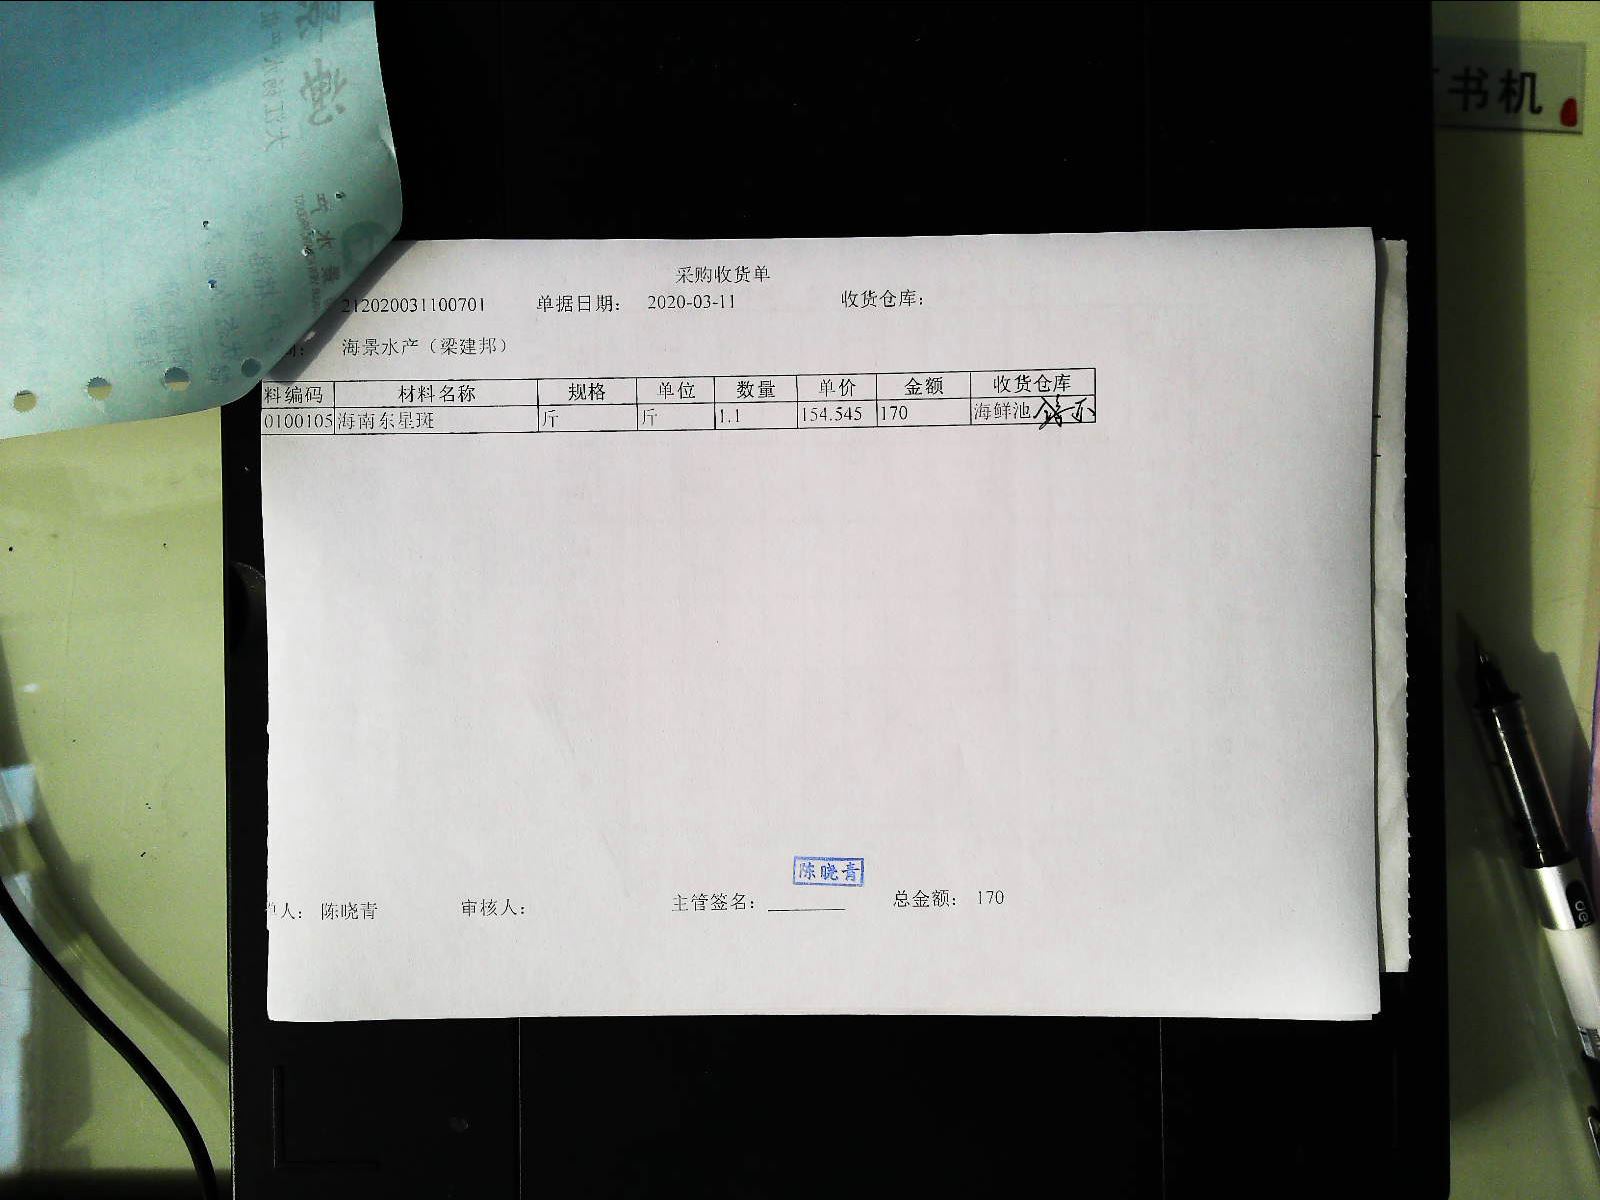 书机
采购收货单
212020031100701 单据日期： 2020-03-11 收货仓库：
海景水产（梁建邦）
料编码 材料名称 规格 单位 数量 单价 金额 收货仓库
0100105 海南东星斑 斤 斤 1.1 154.545 170 海鲜池
陈晓青
单人： 陈晓青 审核人： 主管签名： 总金额： 170